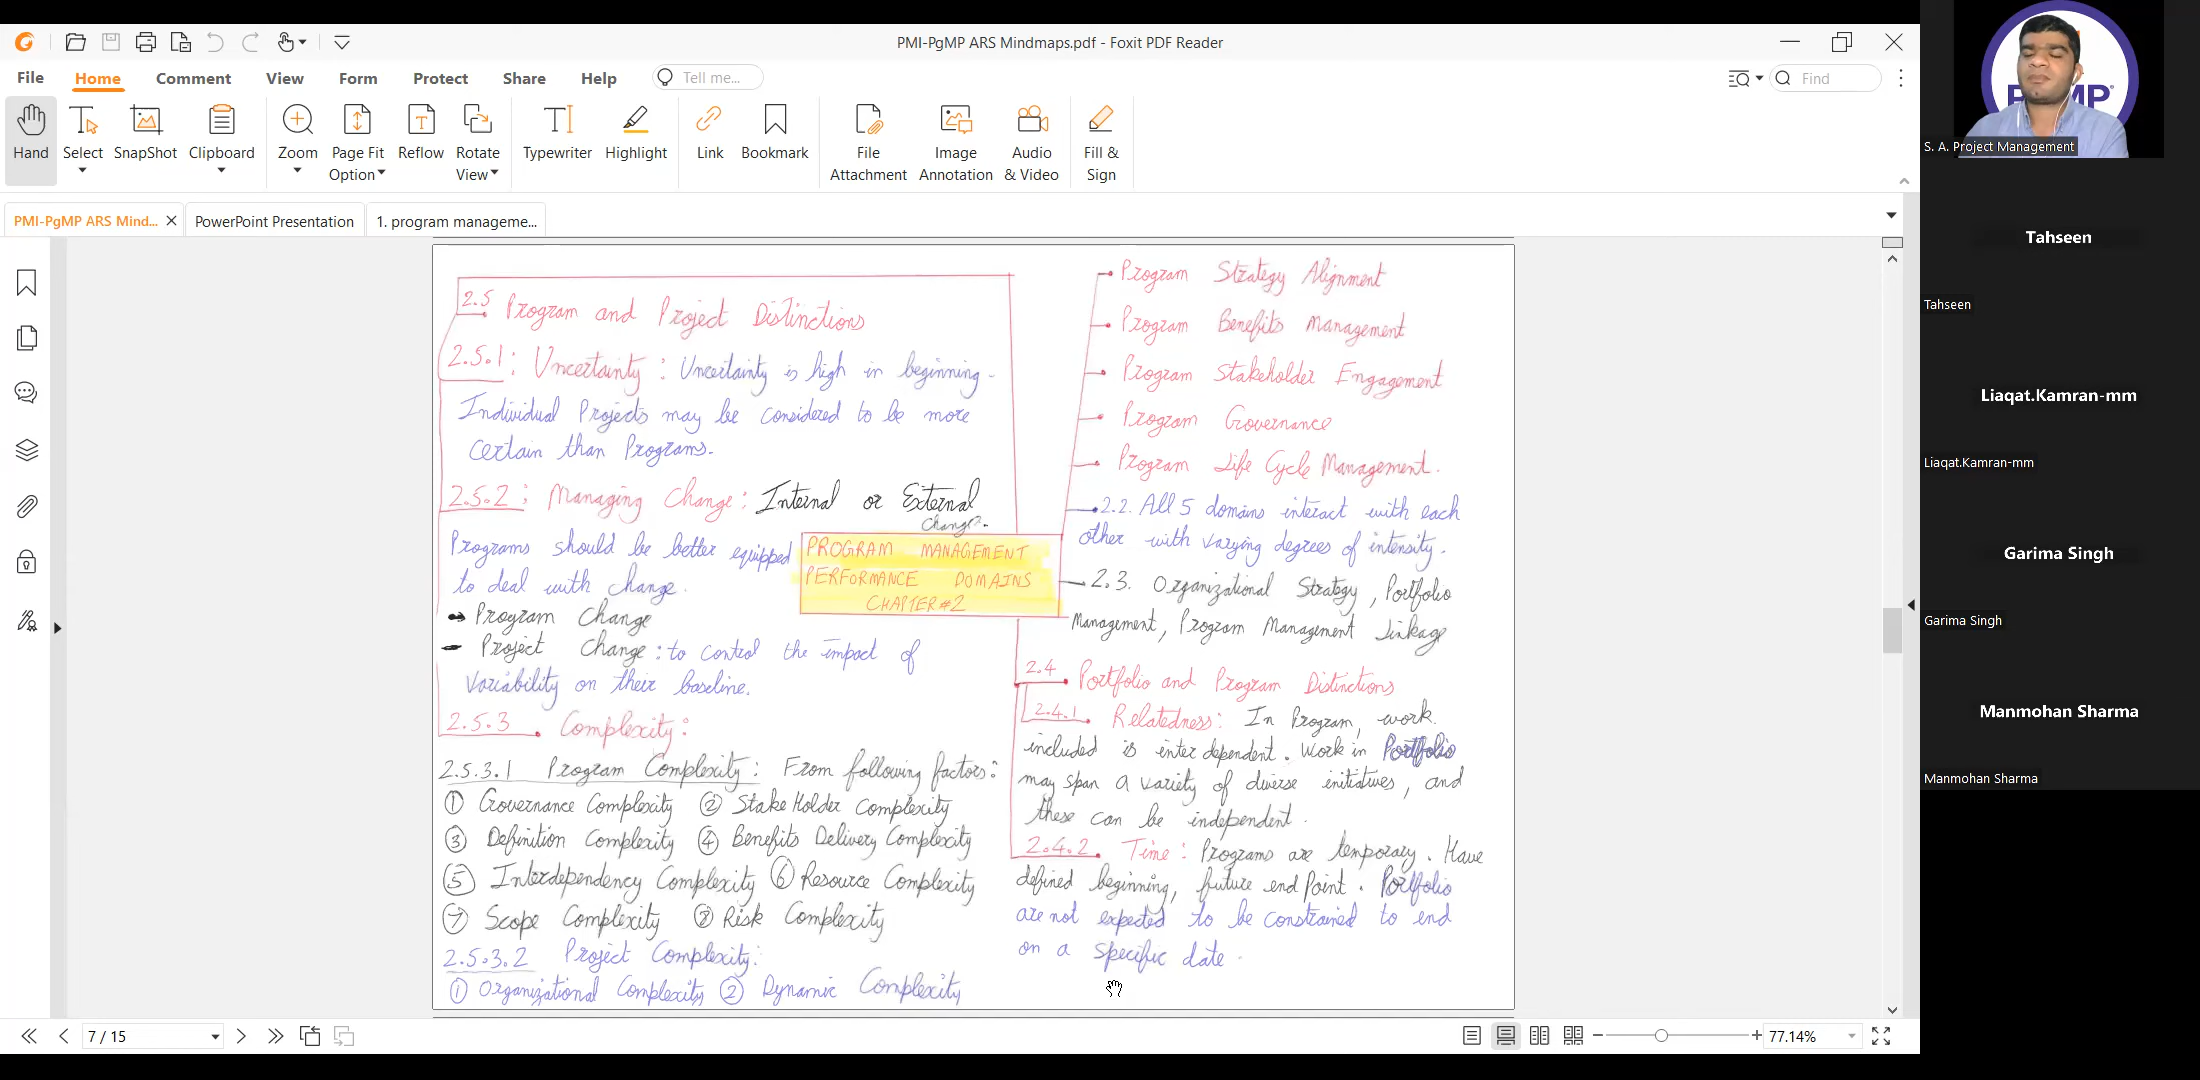 PMI-PgMP ARS Mindmaps.pdf - Foxit PDF Reader
File Home Comment View Form Protect Share Help Tell me... Find
Hand Select SnapShot Clipboard Zoom Page Fit Option Reflow Rotate View Typewriter Highlight Link Bookmark File Attachment Image Annotation Audio & Video Fill & Sign
PMI-PgMP ARS Mind... PowerPoint Presentation 1. program manageme...
2.5 Program and Project Distinctions
2.5.1: Uncertainty: Uncertainty is high in beginning-
Individual Projects may be considered to be more
certain than Programs.
2.5.2: Managing Change: Internal or External
Change.
Programs should be better equipped
to deal with change.
Program Change
Project Change: to control the impact of
variability on their baseline.
2.5.3. Complexity:
2.5.3.1 Program Complexity: From following factors:
① Governance Complexity ② StakeHolder complexity
③ Definition Complexity ④ Benefits Delivery Complexity
⑤ Interdependency Complexity ⑥ Resource Complexity
⑦ Scope Complexity ⑧ Risk Complexity
2.5.3.2 Project Complexity:
① Organizational Complexity ② Dynamic Complexity
PROGRAM MANAGEMENT
PERFORMANCE DOMAINS
CHAPTER#2
Program Strategy Alignment
Program Benefits Management
Program Stakeholder Engagement
Program Governance
Program Life Cycle Management.
2.2. All 5 domains interact with each
other with varying degrees of intensity.
2.3. Organizational Strategy, Portfolio
Management, Program Management Linkage
2.4 Portfolio and Program Distinctions
2.4.1 Relatedness: In Program, work
included is interdependent. Work in Portfolio
may span a variety of diverse initiatives, and
these can be independent.
2.4.2. Time: Programs are temporary. Have
defined beginning, future end Point. Portfolio
are not expected to be constrained to end
on a specific date.
7 / 15
77.14%
S. A. Project Management
Tahseen
Tahseen
Liaqat.Kamran-mm
Liaqat.Kamran-mm
Garima Singh
Garima Singh
Manmohan Sharma
Manmohan Sharma